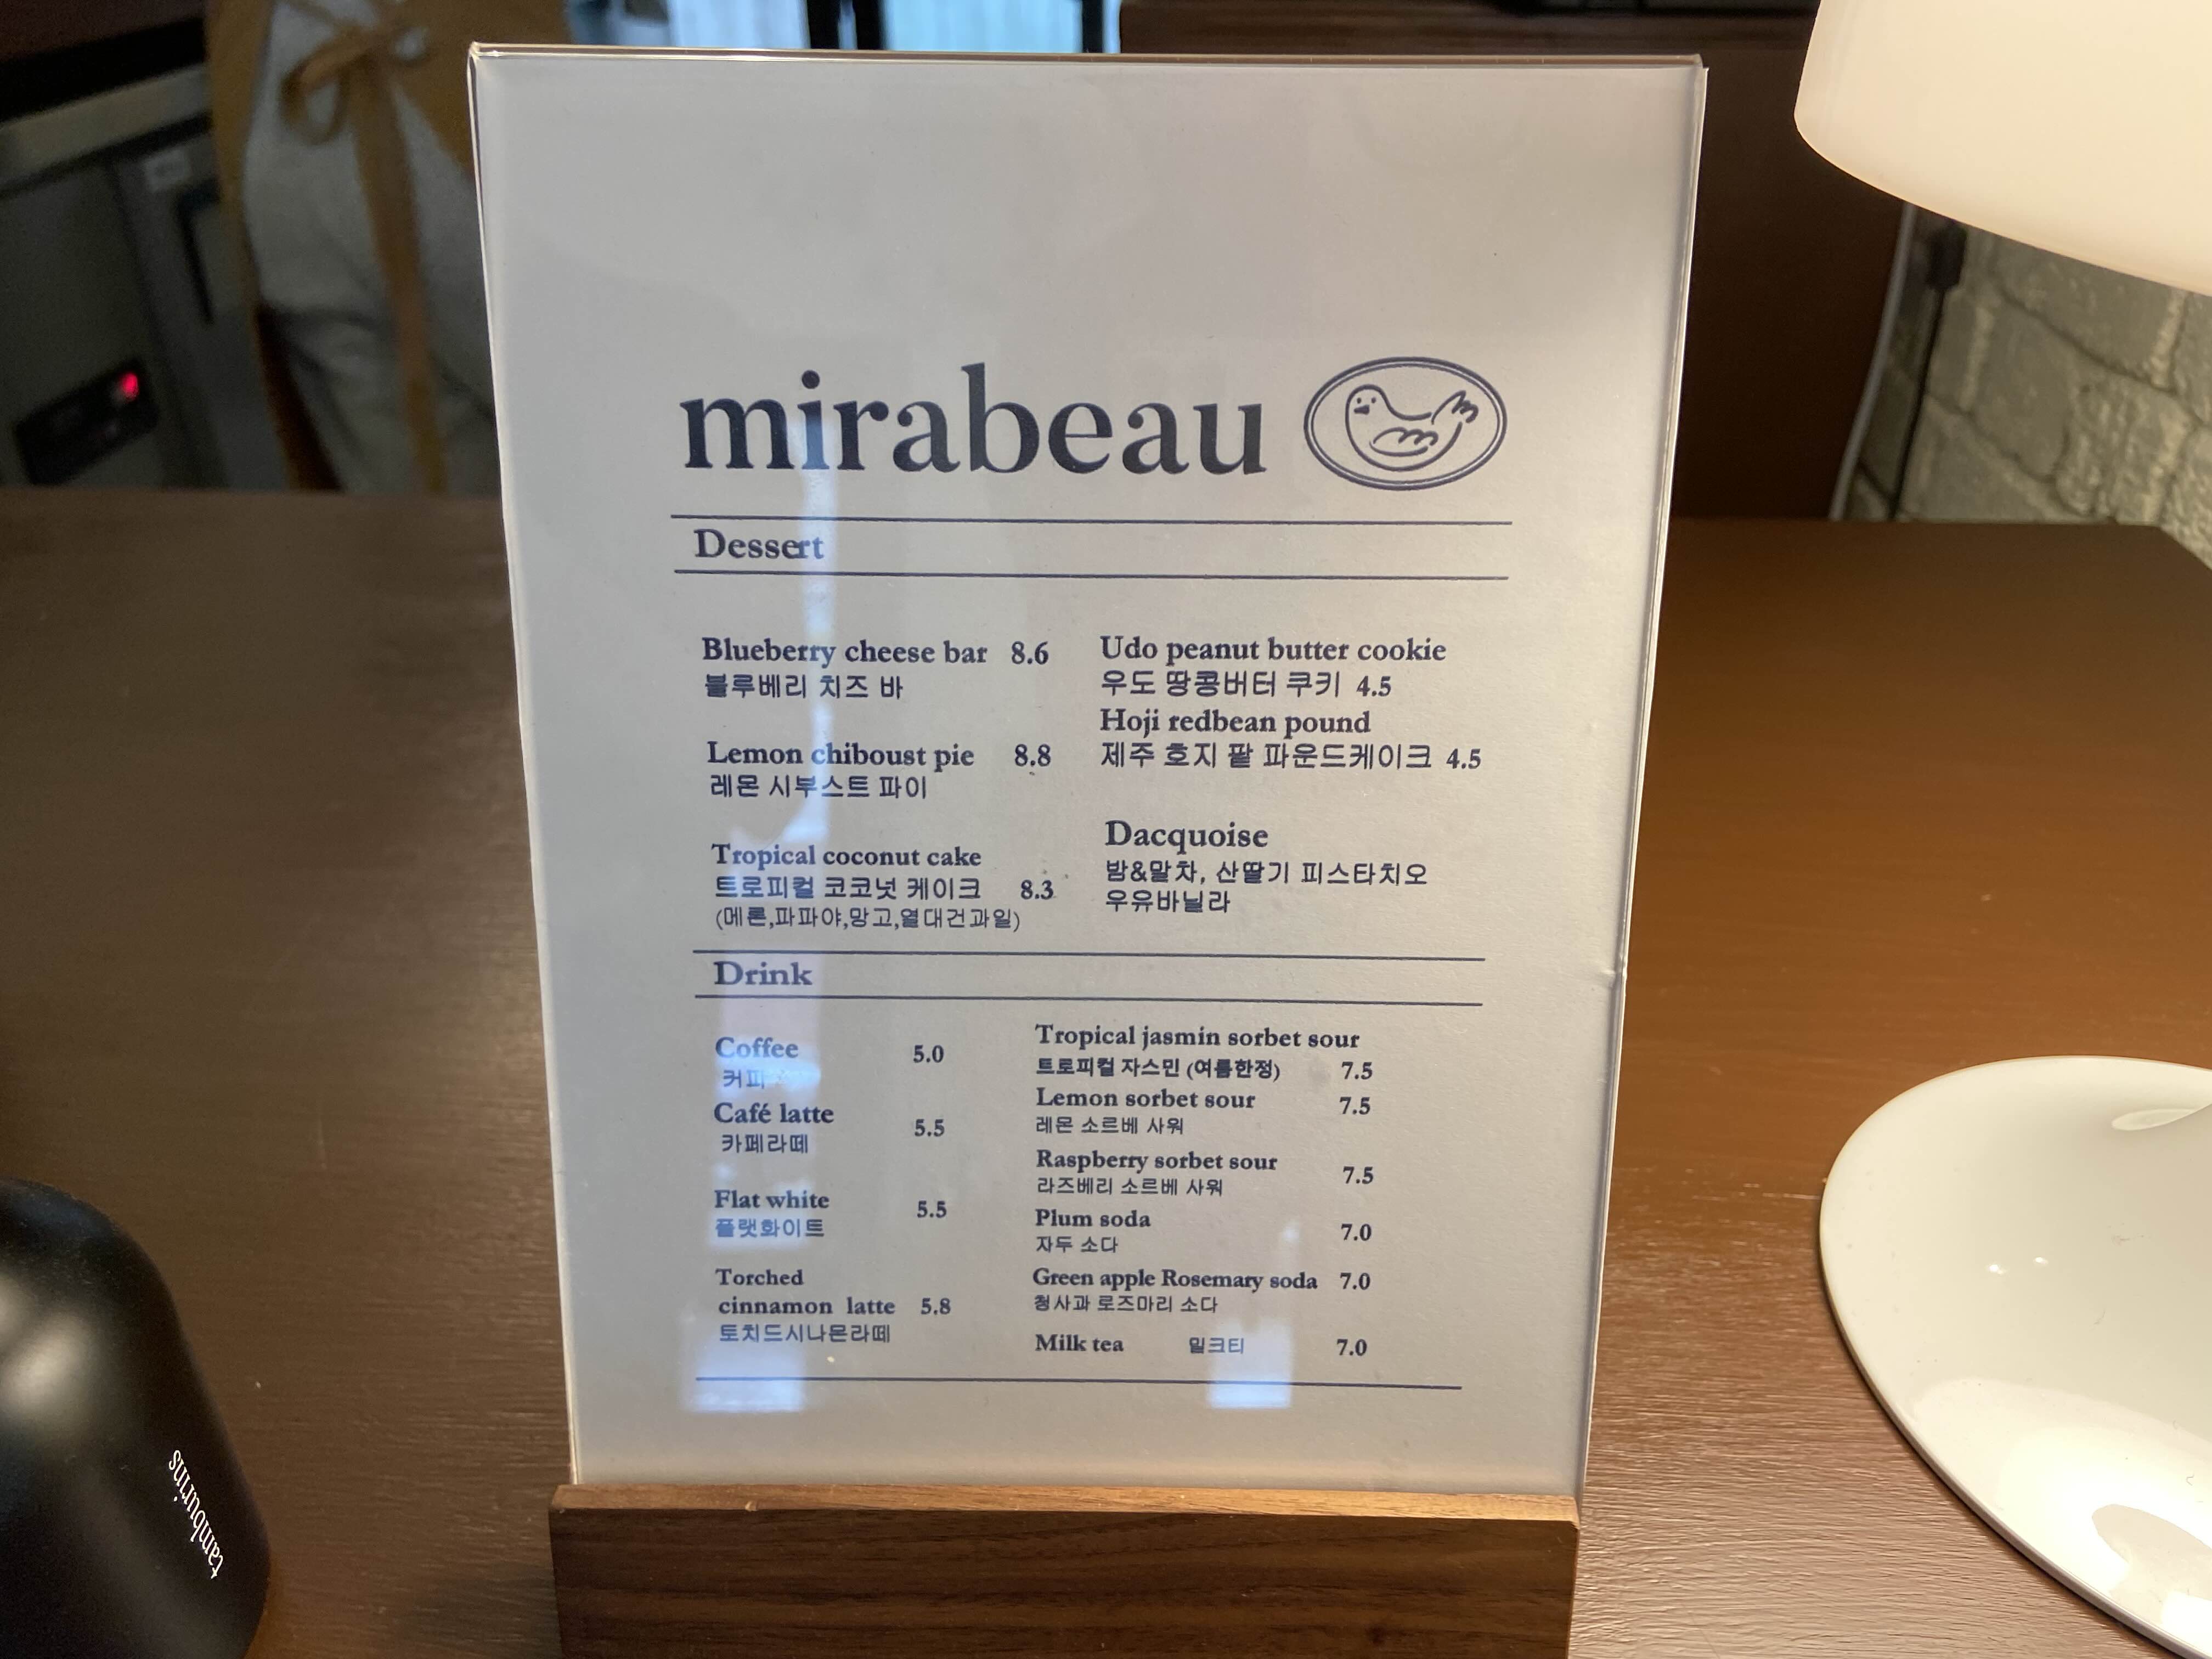 mirabeau
Dessert
Blueberry cheese bar 8.6
블루베리 치즈 바
Lemon chiboust pie 8.8
레몬 시부스트 파이
Tropical coconut cake
트로피컬 코코넛 케이크 8.3
(메론,파파야,망고,열대건과일)
Udo peanut butter cookie
우도 땅콩버터 쿠키 4.5
Hoji redbean pound
제주 호지 팥 파운드케이크 4.5
Dacquoise
밤&말차, 산딸기 피스타치오
우유바닐라
Drink
Coffee 5.0
커피
Café latte 5.5
카페라떼
Flat white 5.5
플랫화이트
Torched
cinnamon latte 5.8
토치드시나몬라떼
Tropical jasmin sorbet sour
트로피컬 자스민 (여름한정) 7.5
Lemon sorbet sour 7.5
레몬 소르베 사워
Raspberry sorbet sour 7.5
라즈베리 소르베 사워
Plum soda 7.0
자두 소다
Green apple Rosemary soda 7.0
청사과 로즈마리 소다
Milk tea 밀크티 7.0
tamburins